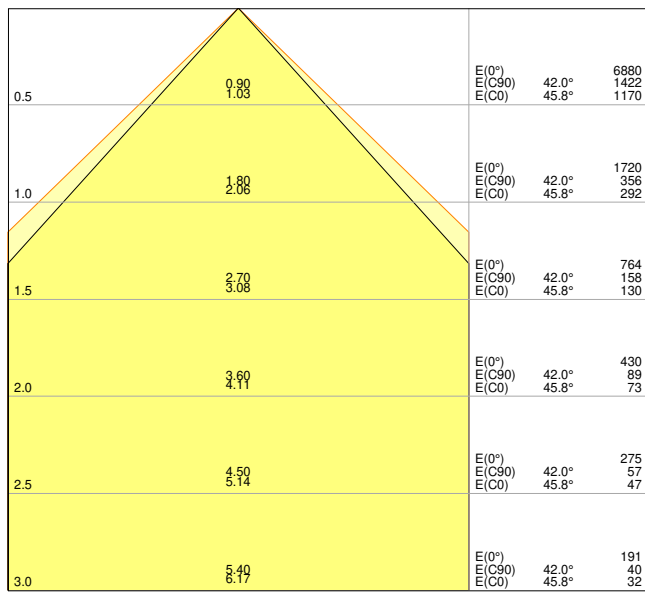 E(0°) 6880
0.90 E(C90) 42.0° 1422
0.5 1.03 E(C0) 45.8° 1170
E(0°) 1720
1.80 E(C90) 42.0° 356
1.0 2.06 E(C0) 45.8° 292
E(0°) 764
2.70 E(C90) 42.0° 158
1.5 3.08 E(C0) 45.8° 130
E(0°) 430
3.60 E(C90) 42.0° 89
2.0 4.11 E(C0) 45.8° 73
E(0°) 275
4.50 E(C90) 42.0° 57
2.5 5.14 E(C0) 45.8° 47
E(0°) 191
5.40 E(C90) 42.0° 40
3.0 6.17 E(C0) 45.8° 32